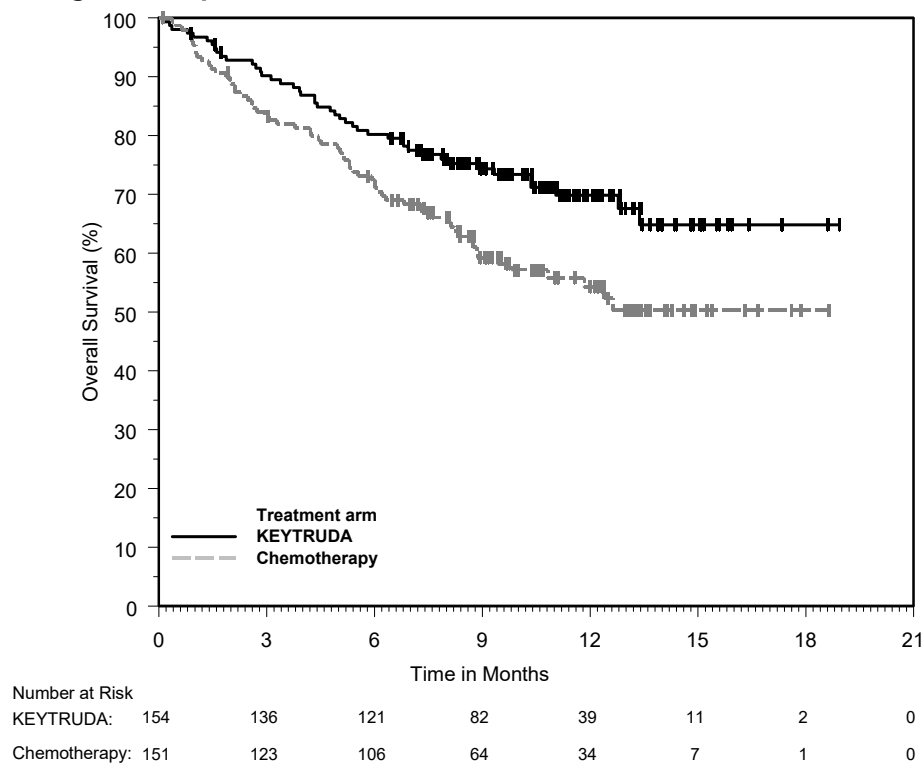 100
90
80
70
60
50
40
30
20
10
0
Overall Survival (%)
Treatment arm
KEYTRUDA
Chemotherapy
0 3 6 9 12 15 18 21
Time in Months
Number at Risk
KEYTRUDA: 154 136 121 82 39 11 2 0
Chemotherapy: 151 123 106 64 34 7 1 0